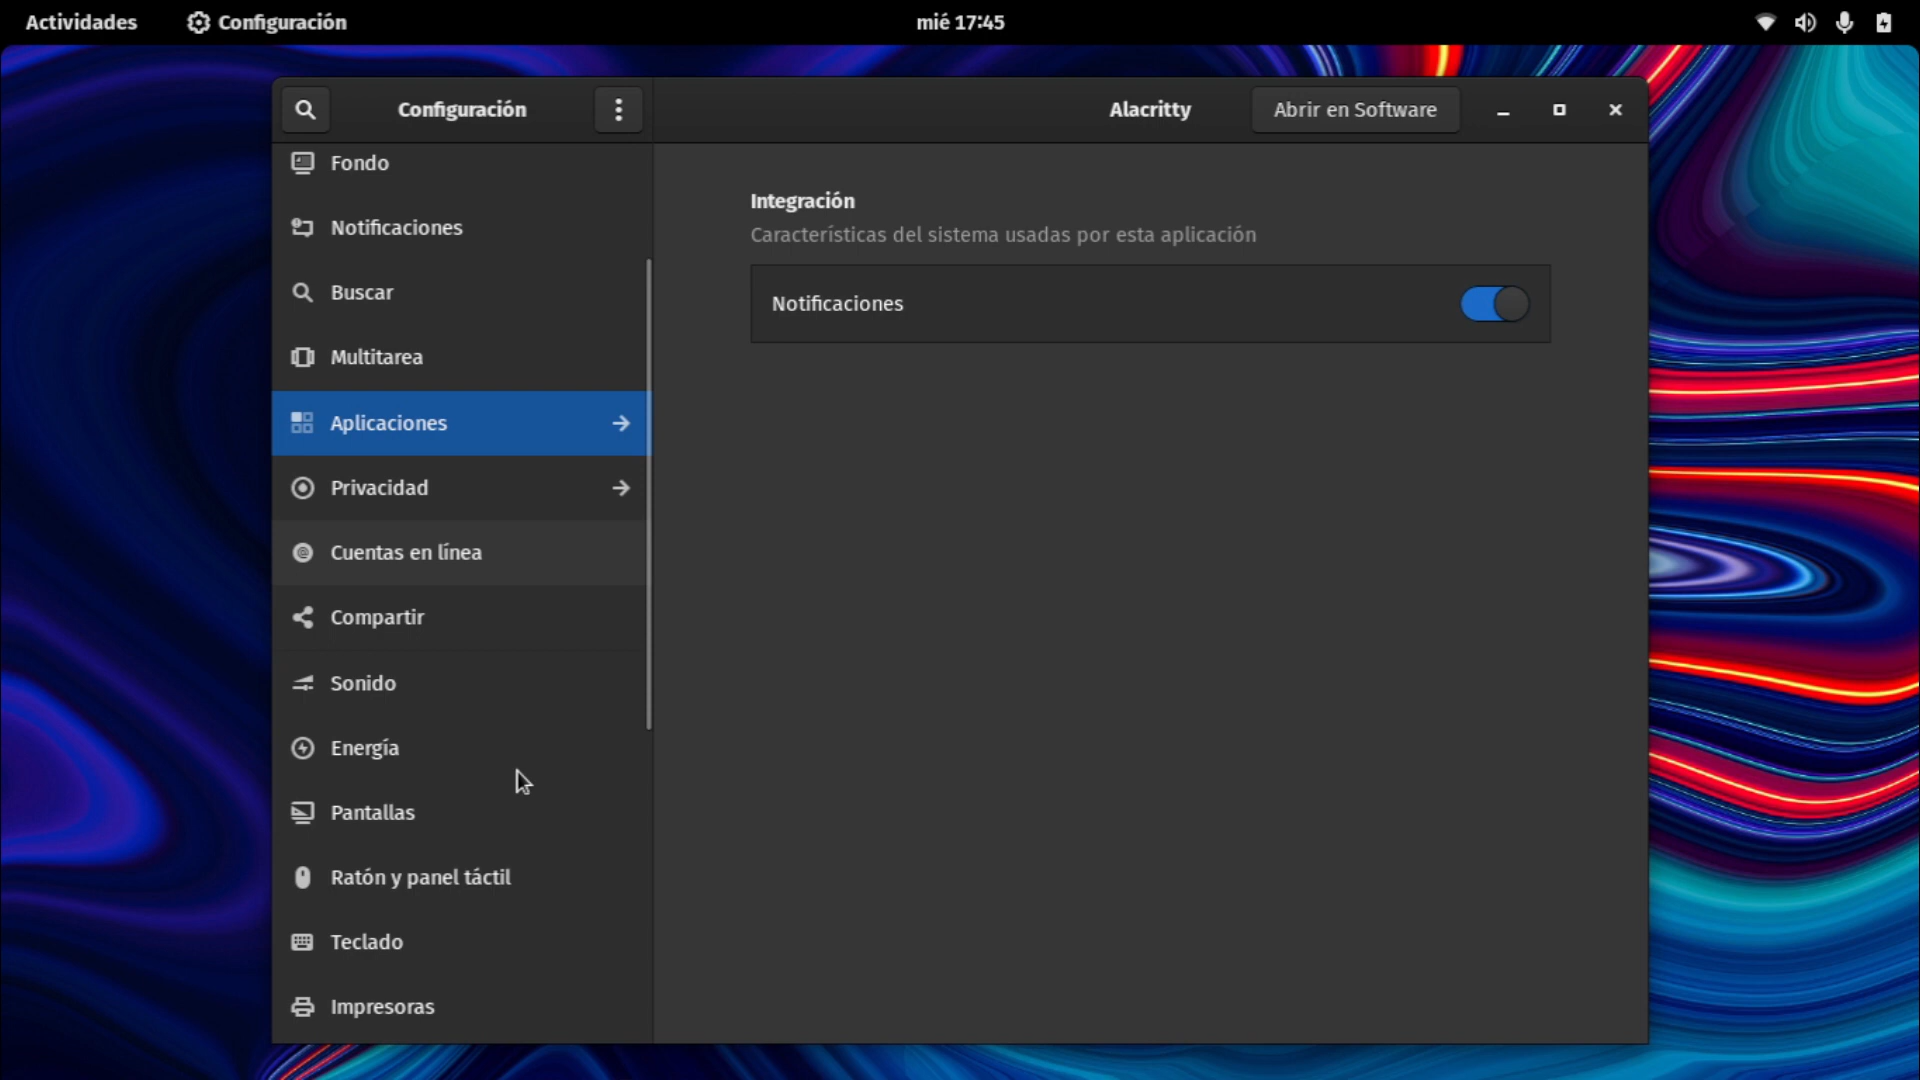 Actividades
Configuración
mié 17:45
Configuración
Alacritty
Abrir en Software
Fondo
Notificaciones
Buscar
Multitarea
Aplicaciones
Privacidad
Cuentas en línea
Compartir
Sonido
Energía
Pantallas
Ratón y panel táctil
Teclado
Impresoras
Integración
Características del sistema usadas por esta aplicación
Notificaciones